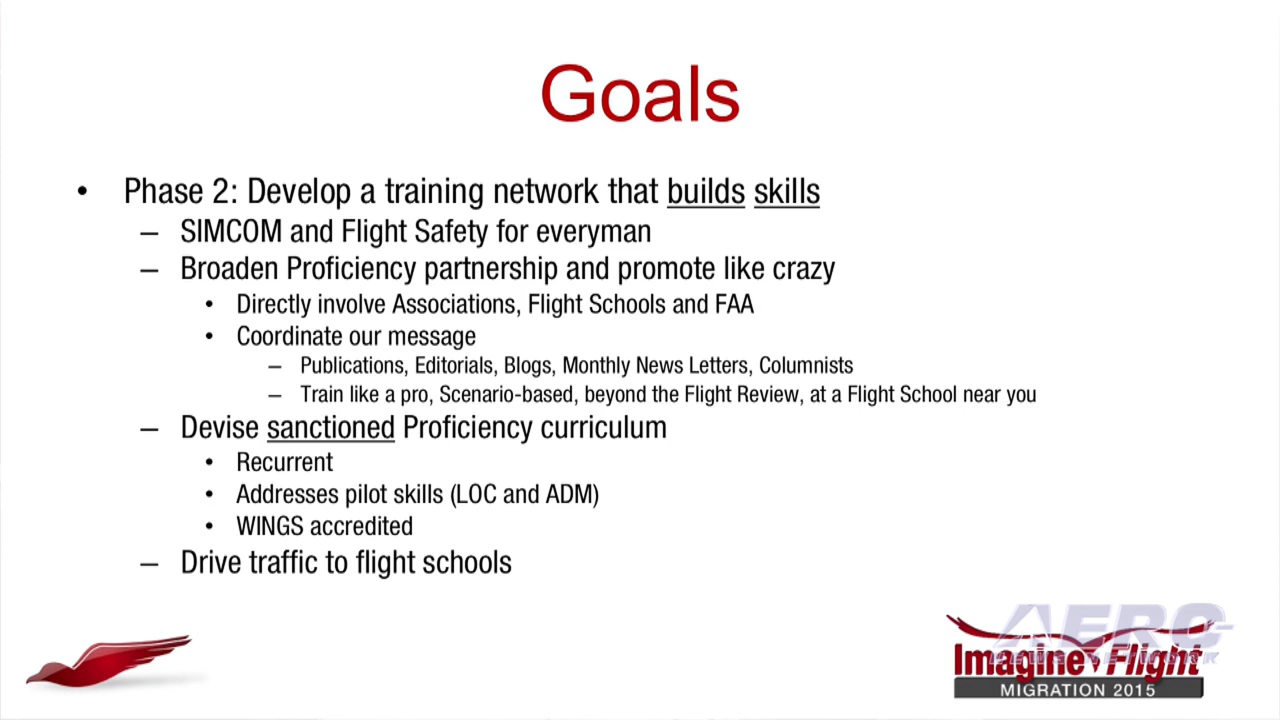 Goals
• Phase 2: Develop a training network that builds skills
– SIMCOM and Flight Safety for everyman
– Broaden Proficiency partnership and promote like crazy
• Directly involve Associations, Flight Schools and FAA
• Coordinate our message
– Publications, Editorials, Blogs, Monthly News Letters, Columnists
– Train like a pro, Scenario-based, beyond the Flight Review, at a Flight School near you
– Devise sanctioned Proficiency curriculum
• Recurrent
• Addresses pilot skills (LOC and ADM)
• WINGS accredited
– Drive traffic to flight schools
AERO
NEWS NETWORK
Imagine Flight
MIGRATION 2015